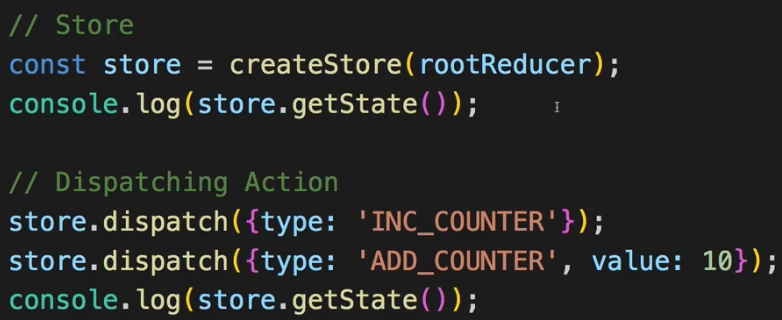 // Store
const store = createStore(rootReducer);
console.log(store.getState());
// Dispatching Action
store.dispatch({type: 'INC_COUNTER'});
store.dispatch({type: 'ADD_COUNTER', value: 10});
console.log(store.getState());